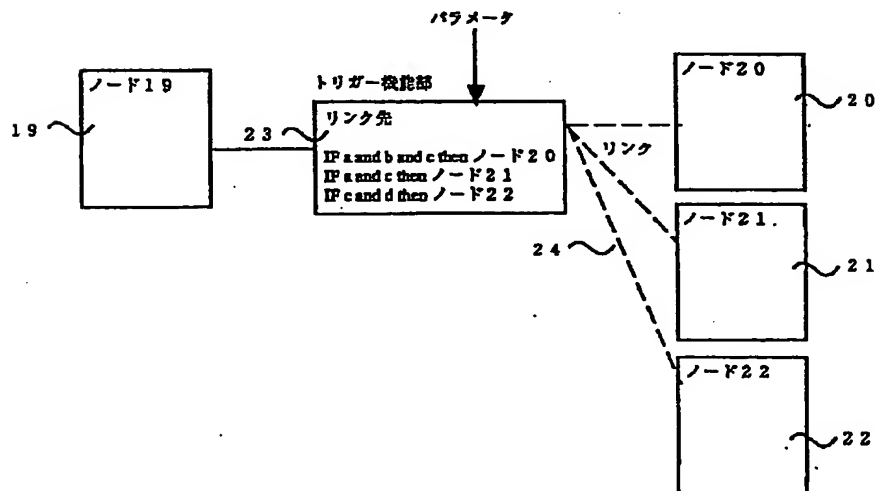 パラメータ
ノード19
19
トリガー機能部
23
リンク先
IF a and b and c then ノード20
IF a and c then ノード21
IF c and d then ノード22
リンク
24
ノード20
20
ノード21.
21
ノード22
22